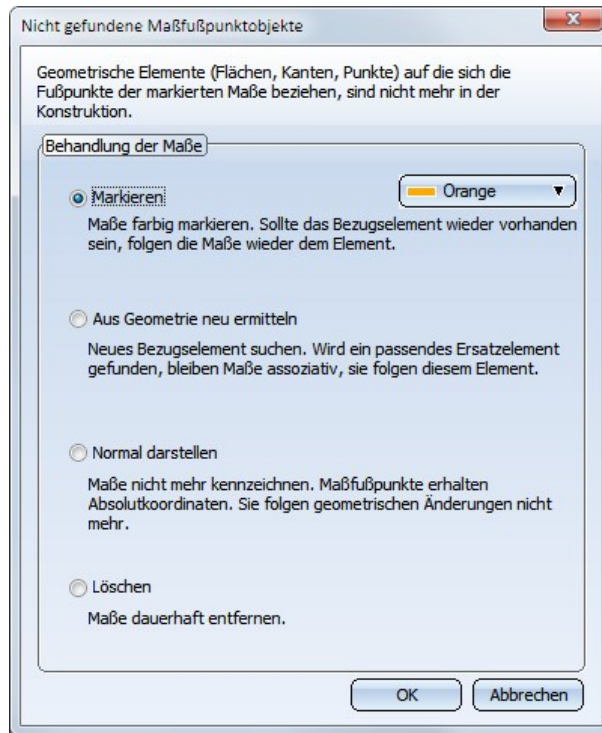 Nicht gefundene Maßfußpunktobjekte
Geometrische Elemente (Flächen, Kanten, Punkte) auf die sich die
Fußpunkte der markierten Maße beziehen, sind nicht mehr in der
Konstruktion.
Behandlung der Maße
Markieren
Orange
Maße farbig markieren. Sollte das Bezugselement wieder vorhanden
sein, folgen die Maße wieder dem Element.
Aus Geometrie neu ermitteln
Neues Bezugselement suchen. Wird ein passendes Ersatzelement
gefunden, bleiben Maße assoziativ, sie folgen diesem Element.
Normal darstellen
Maße nicht mehr kennzeichnen. Maßfußpunkte erhalten
Absolutkoordinaten. Sie folgen geometrischen Änderungen nicht
mehr.
Löschen
Maße dauerhaft entfernen.
OK
Abbrechen